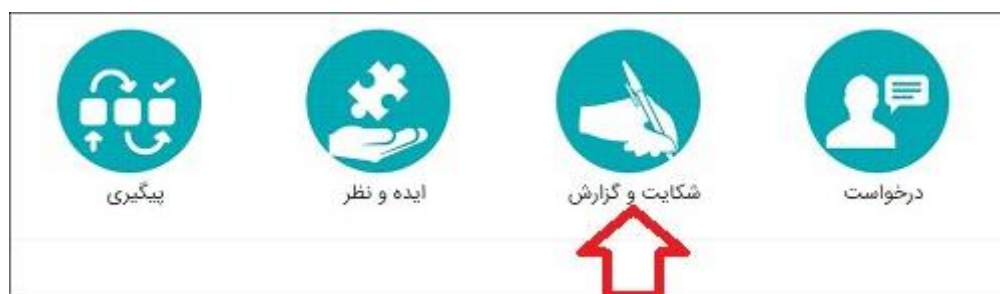 درخواست
شکایت و گزارش
ایده و نظر
پیگیری